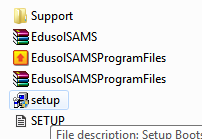 Support
EdusolSAMS
EdusolSAMSProgramFiles
EdusolSAMSProgramFiles
setup
SETUP
File description: Setup Boots